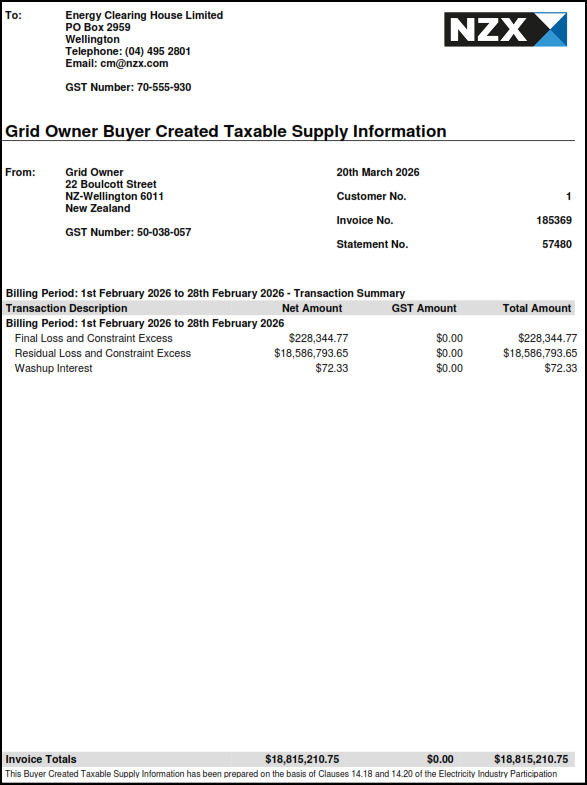 To: Energy Clearing House Limited
PO Box 2959
Wellington
Telephone: (04) 495 2801
Email: cm@nzx.com
GST Number: 70-555-930
NZX
Grid Owner Buyer Created Taxable Supply Information
From: Grid Owner
22 Boulcott Street
NZ-Wellington 6011
New Zealand
GST Number: 50-038-057
20th March 2026
Customer No. 1
Invoice No. 185369
Statement No. 57480
Billing Period: 1st February 2026 to 28th February 2026 - Transaction Summary
Transaction Description Net Amount GST Amount Total Amount
Billing Period: 1st February 2026 to 28th February 2026
Final Loss and Constraint Excess $228,344.77 $0.00 $228,344.77
Residual Loss and Constraint Excess $18,586,793.65 $0.00 $18,586,793.65
Washup Interest $72.33 $0.00 $72.33
Invoice Totals $18,815,210.75 $0.00 $18,815,210.75
This Buyer Created Taxable Supply Information has been prepared on the basis of Clauses 14.18 and 14.20 of the Electricity Industry Participation